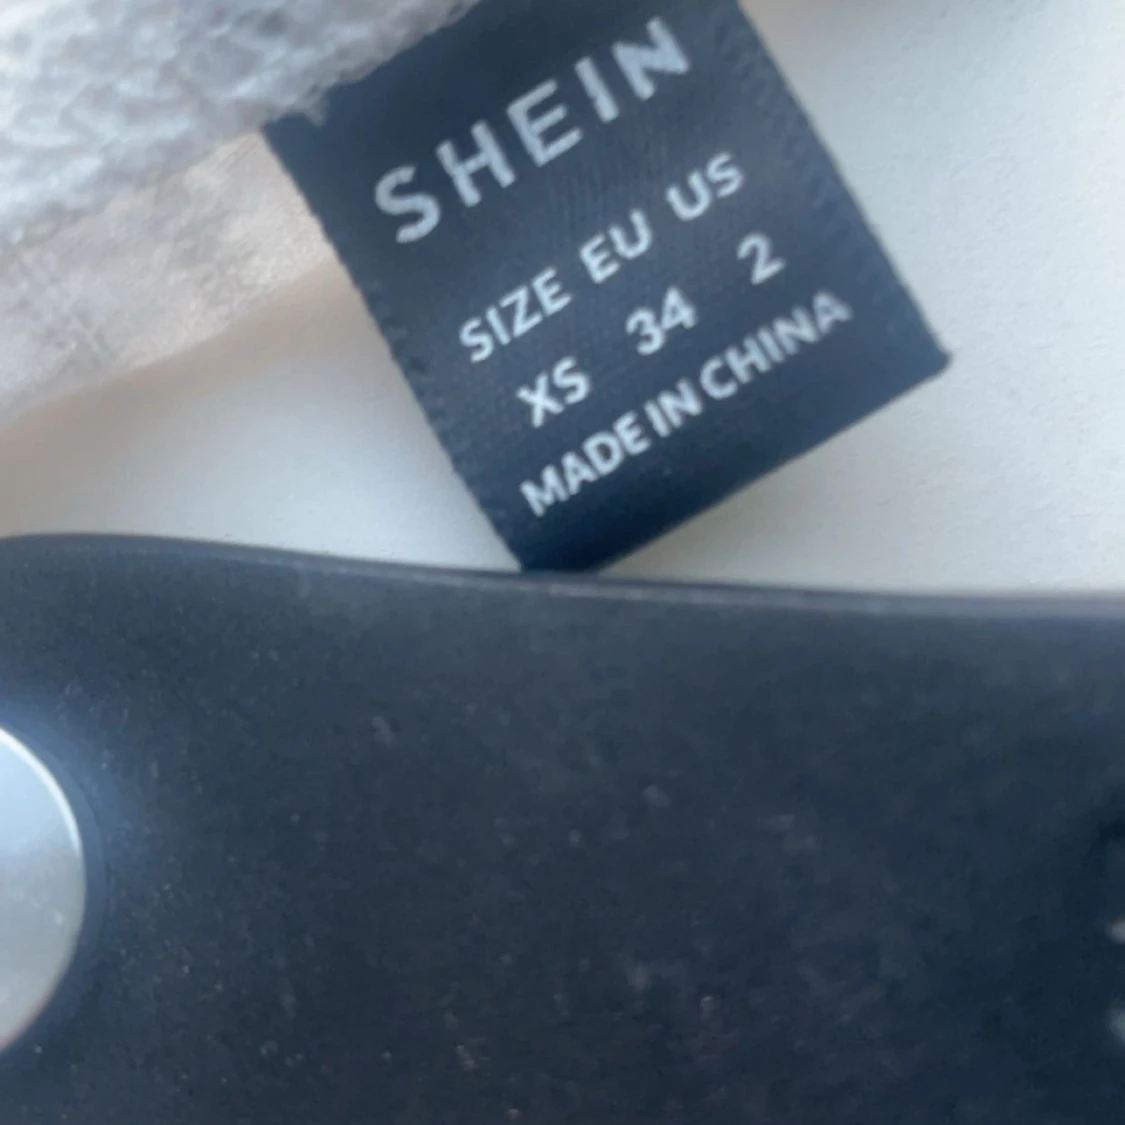 SHEIN
SIZE EU US
XS 34 2
MADE IN CHINA